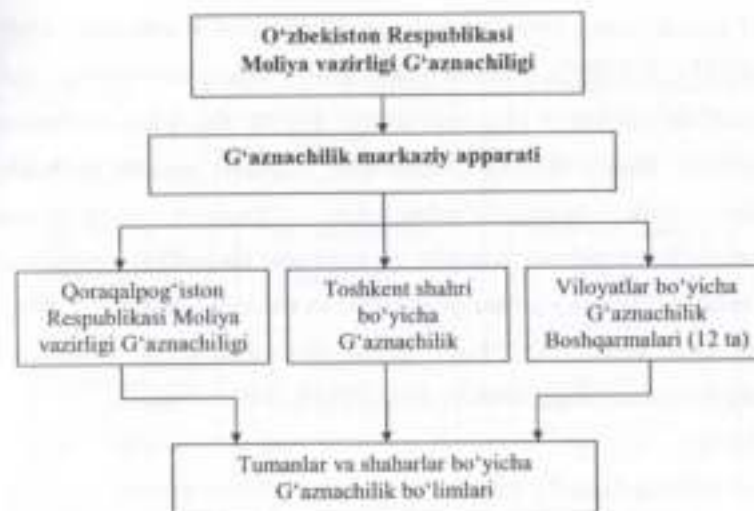 O‘zbekiston Respublikasi
Moliya vazirligi G‘aznachiligi
G‘aznachilik markaziy apparati
Qoraqalpog‘iston
Respublikasi Moliya
vazirligi G‘aznachiligi
Toshkent shahri
bo‘yicha
G‘aznachilik
Viloyatlar bo‘yicha
G‘aznachilik
Boshqarmalari (12 ta)
Tumanlar va shaharlar bo‘yicha
G‘aznachilik bo‘limlari